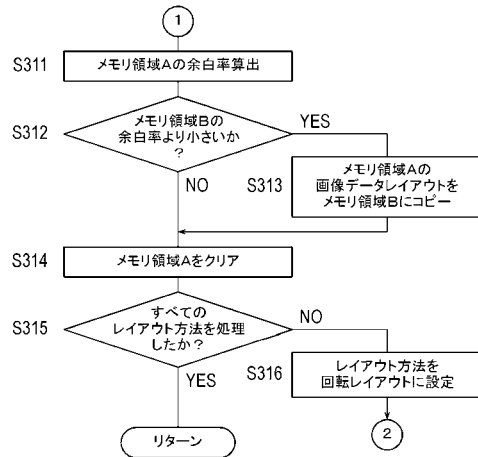 1
S311
メモリ領域Aの余白率算出
S312
メモリ領域Bの
余白率より小さいか
?
YES
NO
S313
メモリ領域Aの
画像データレイアウトを
メモリ領域Bにコピー
S314
メモリ領域Aをクリア
S315
すべての
レイアウト方法を処理
したか?
NO
YES
S316
レイアウト方法を
回転レイアウトに設定
リターン
2